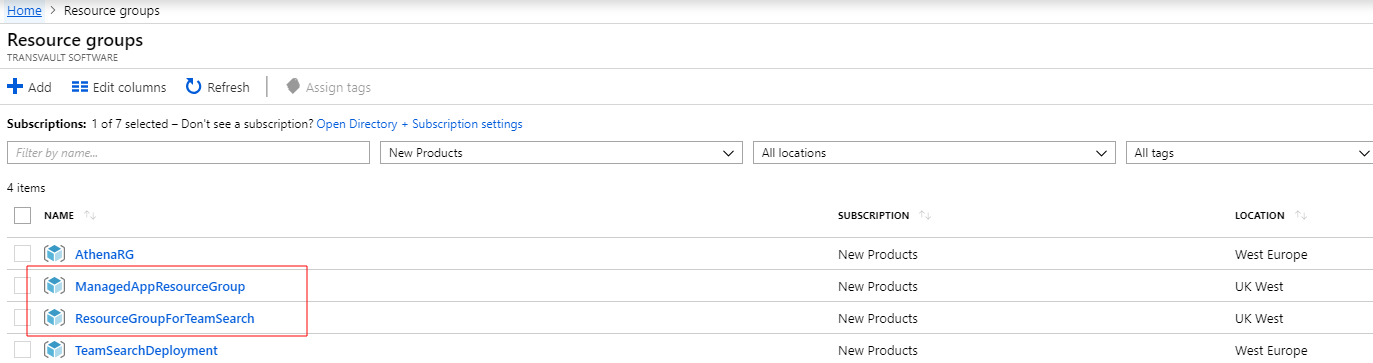 Home > Resource groups
Resource groups
TRANSVAULT SOFTWARE
Add Edit columns Refresh Assign tags
Subscriptions: 1 of 7 selected – Don't see a subscription? Open Directory + Subscription settings
Filter by name... New Products All locations All tags
4 items
NAME SUBSCRIPTION LOCATION
AthenaRG New Products West Europe
ManagedAppResourceGroup New Products UK West
ResourceGroupForTeamSearch New Products UK West
TeamSearchDeployment New Products West Europe